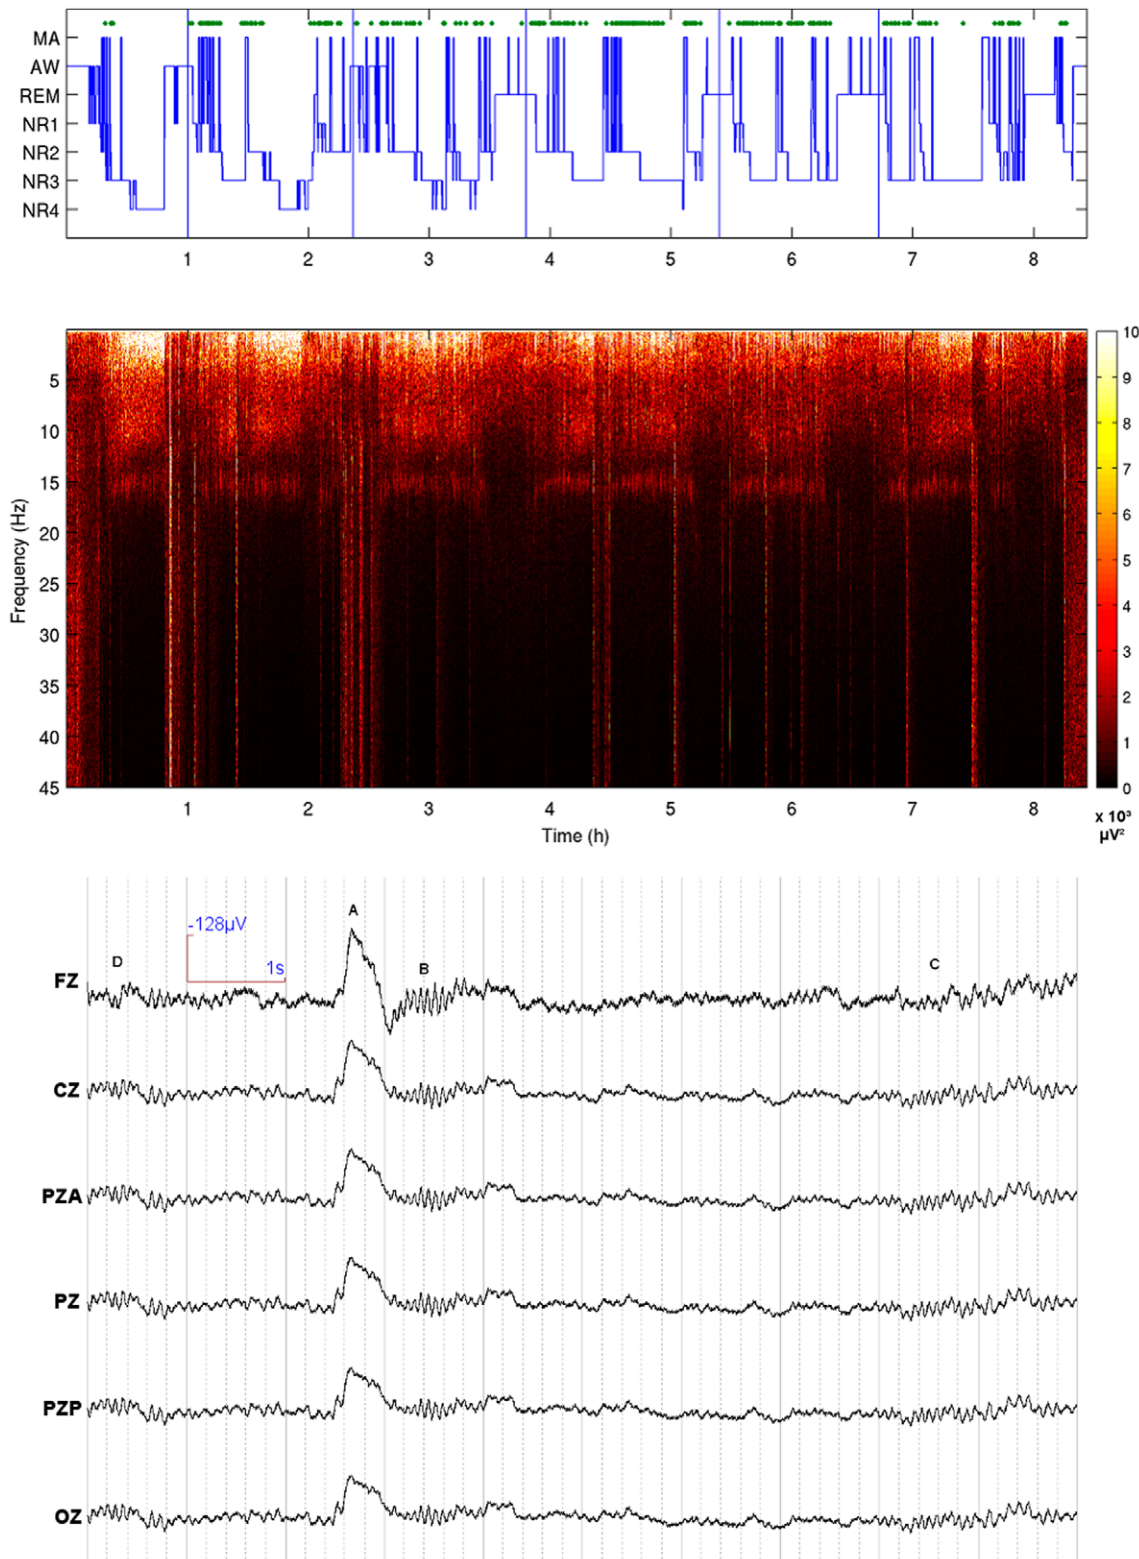 MA
AW
REM
NR1
NR2
NR3
NR4
1 2 3 4 5 6 7 8
Frequency (Hz)
5
10
15
20
25
30
35
40
45
1 2 3 4 5 6 7 8
Time (h)
10
9
8
7
6
5
4
3
2
1
0
x 10³
µV²
A
-128µV
D
1s
B
C
FZ
CZ
PZA
PZ
PZP
OZ